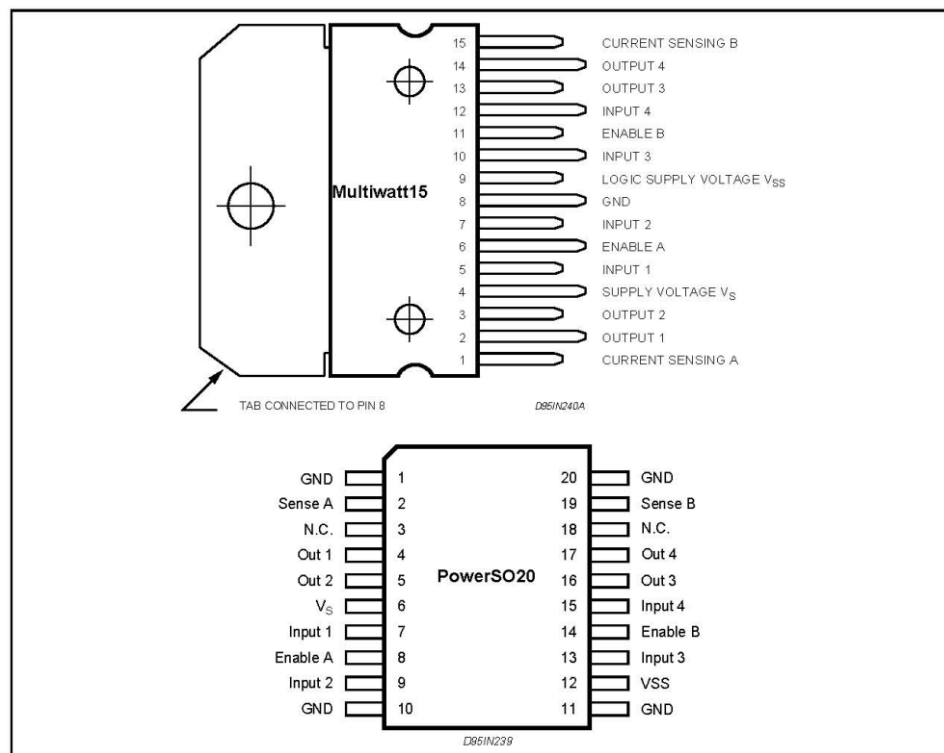 15 CURRENT SENSING B
14 OUTPUT 4
13 OUTPUT 3
12 INPUT 4
11 ENABLE B
10 INPUT 3
Multiwatt15
9 LOGIC SUPPLY VOLTAGE VSS
8 GND
7 INPUT 2
6 ENABLE A
5 INPUT 1
4 SUPPLY VOLTAGE VS
3 OUTPUT 2
2 OUTPUT 1
1 CURRENT SENSING A
TAB CONNECTED TO PIN 8 D95IN240A
GND 1 20 GND
Sense A 2 19 Sense B
N.C. 3 18 N.C.
Out 1 4 17 Out 4
Out 2 5 PowerSO20 16 Out 3
VS 6 15 Input 4
Input 1 7 14 Enable B
Enable A 8 13 Input 3
Input 2 9 12 VSS
GND 10 11 GND
D95IN239